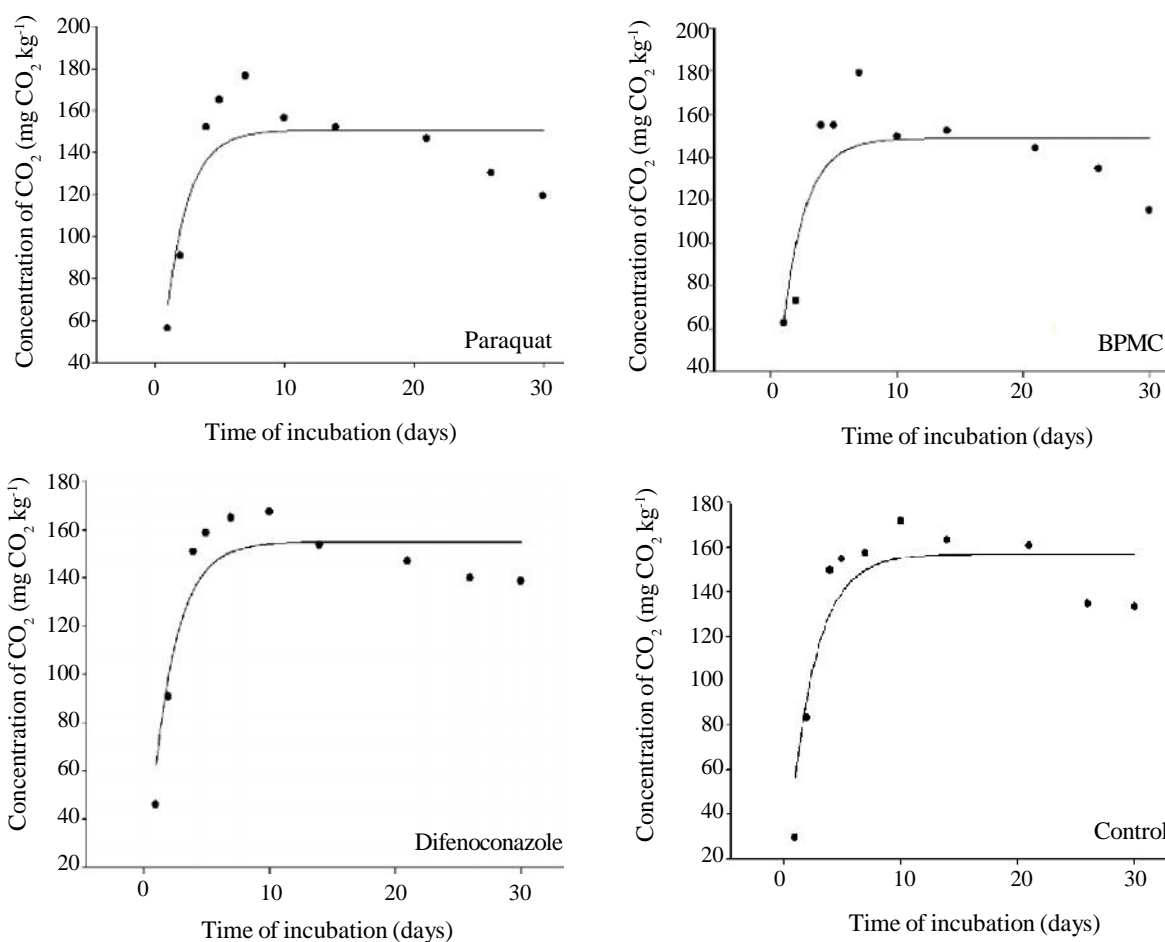 Concentration of CO₂ (mg CO₂ kg⁻¹)
200
180
160
140
120
100
80
60
40
0 10 20 30
Paraquat
Time of incubation (days)
Concentration of CO₂ (mg CO₂ kg⁻¹)
200
180
160
140
120
100
80
60
40
0 10 20 30
BPMC
Time of incubation (days)
Concentration of CO₂ (mg CO₂ kg⁻¹)
180
160
140
120
100
80
60
40
20
0 10 20 30
Difenoconazole
Time of incubation (days)
Concentration of CO₂ (mg CO₂ kg⁻¹)
180
160
140
120
100
80
60
40
20
0 10 20 30
Control
Time of incubation (days)